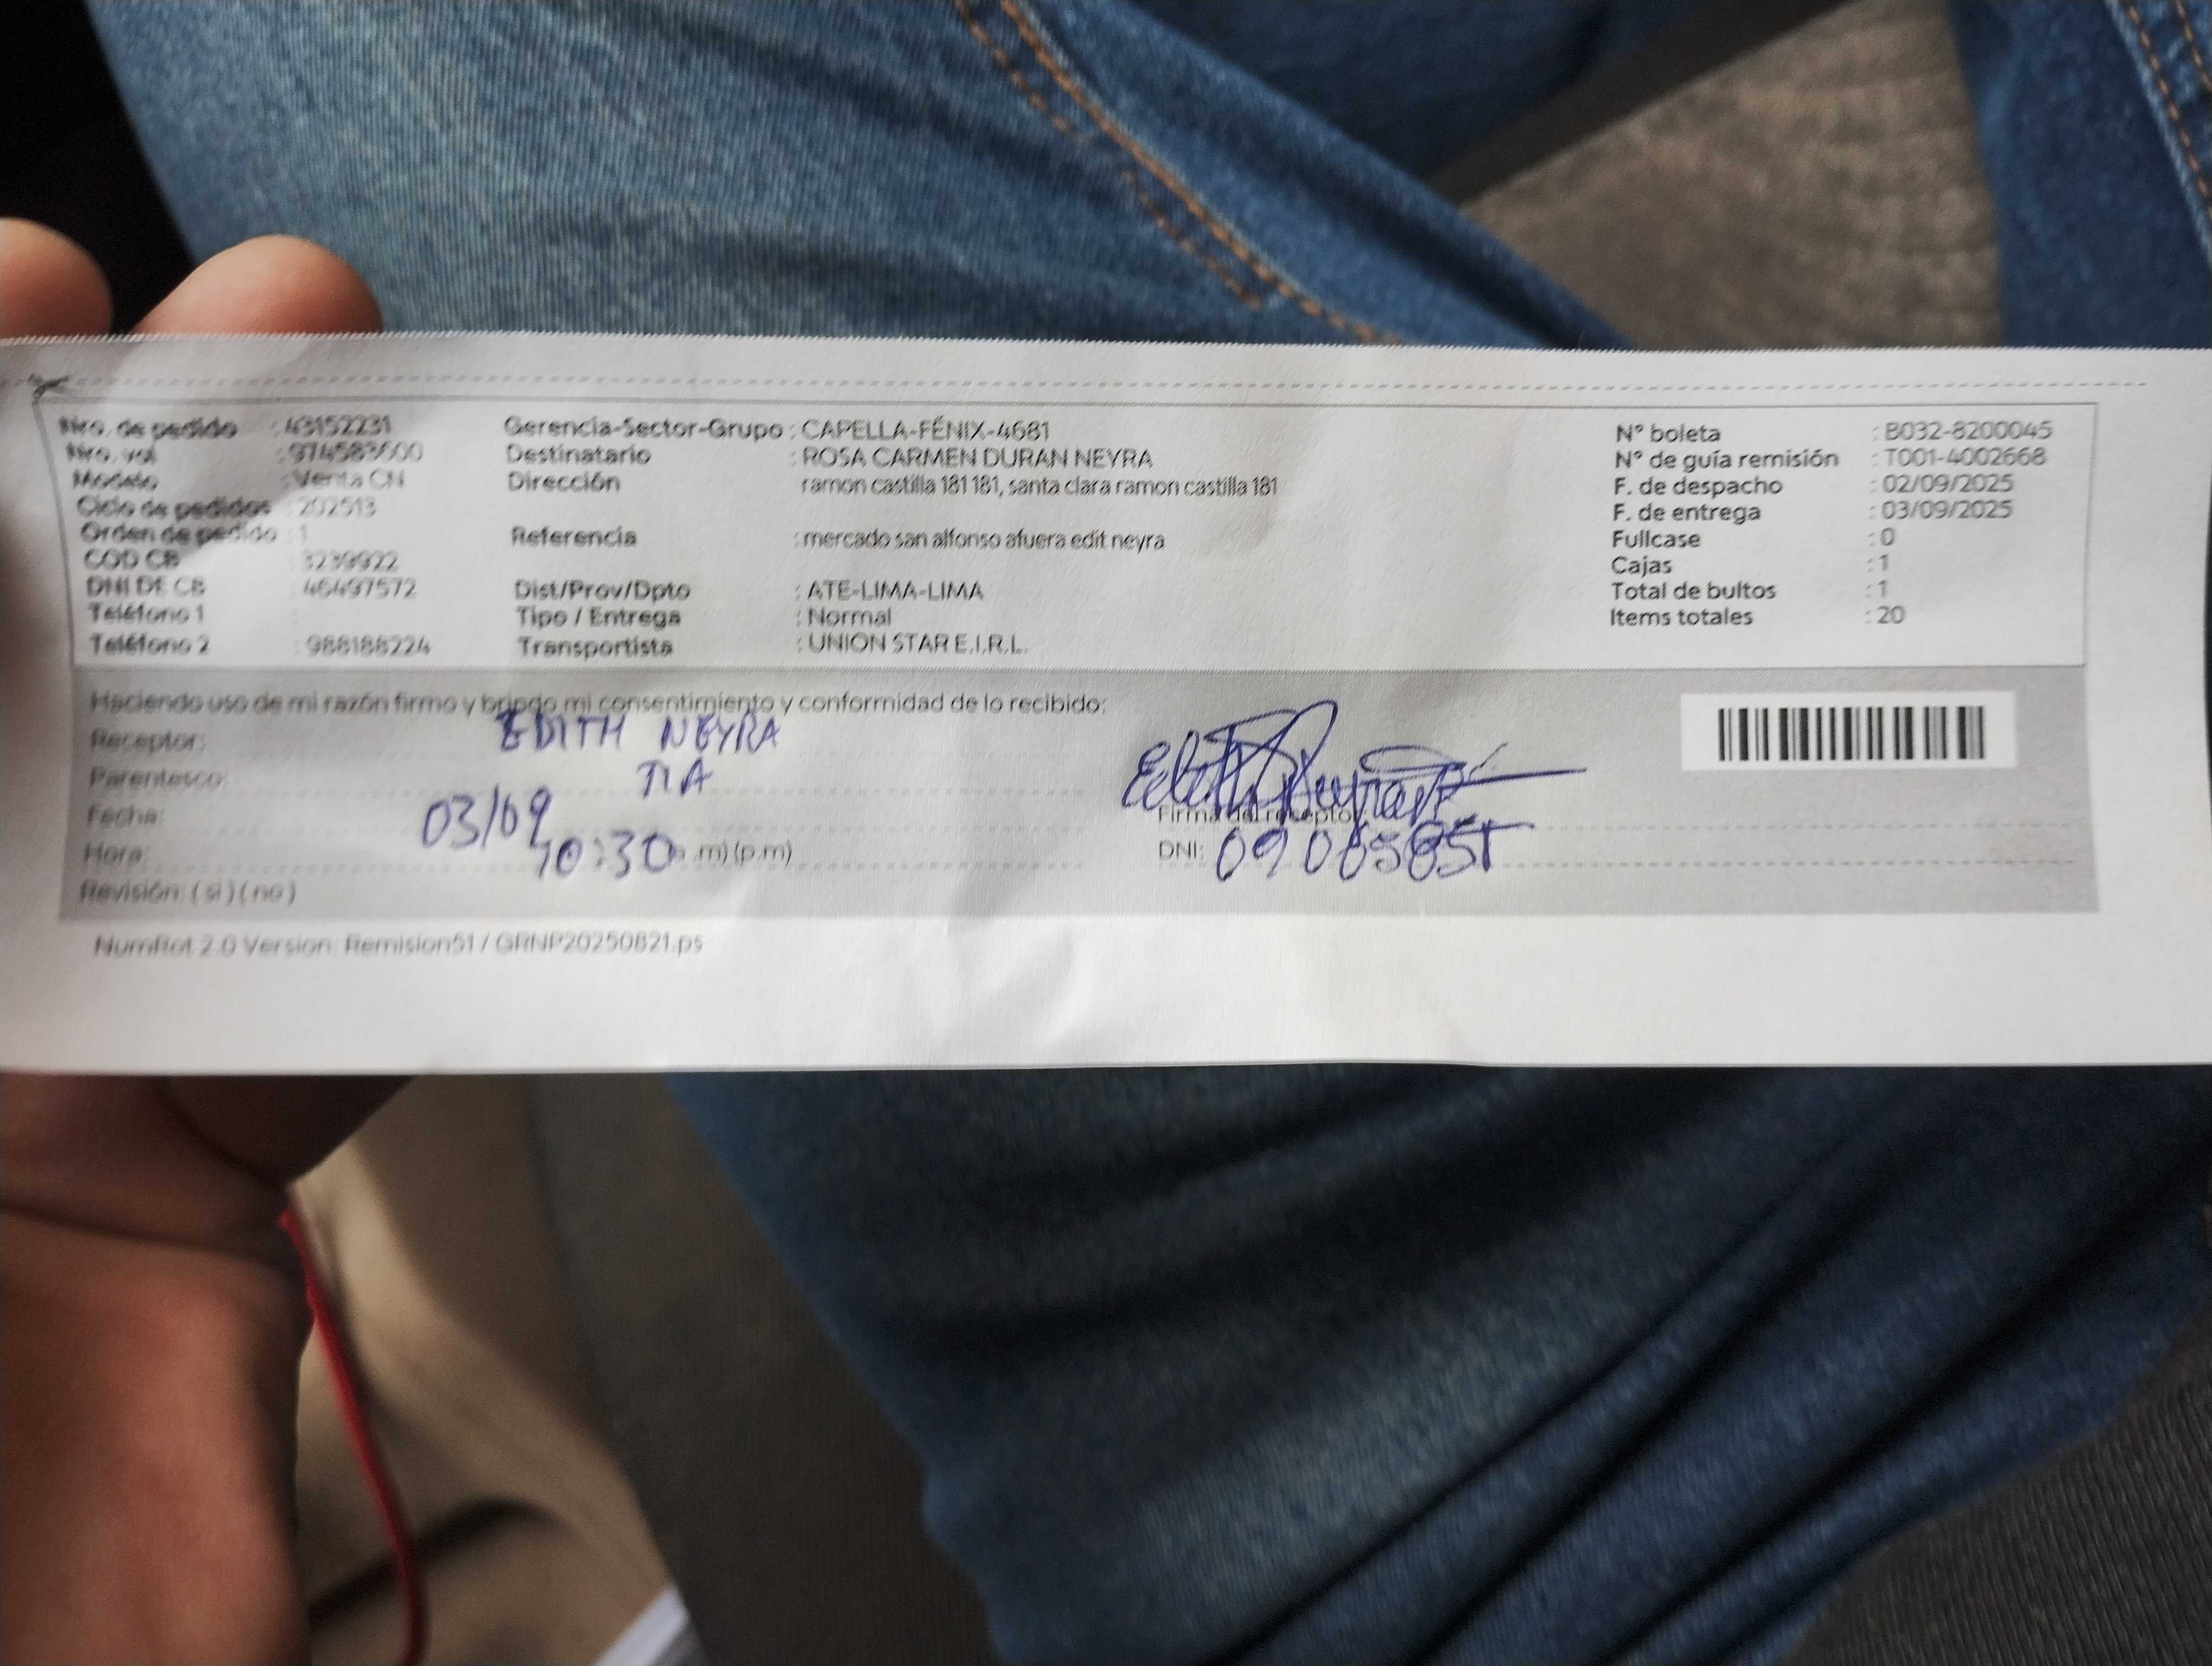 Nro. de pedido : 43152231
Nro. vol : 974583600
Modelo : Venta CN
Ciclo de pedidos : 202513
Orden de pedido : 1
COD CB : 3239922
DNI DE CB : 46497572
Teléfono 1 :
Teléfono 2 : 988188224
Gerencia-Sector-Grupo : CAPELLA-FÉNIX-4681
Destinatario : ROSA CARMEN DURAN NEYRA
Dirección ramon castilla 181 181, santa clara ramon castilla 181
Referencia : mercado san alfonso afuera edit neyra
Dist/Prov/Dpto : ATE-LIMA-LIMA
Tipo / Entrega : Normal
Transportista : UNION STAR E.I.R.L.
N° boleta : B032-8200045
N° de guía remisión : T001-4002668
F. de despacho : 02/09/2025
F. de entrega : 03/09/2025
Fullcase : 0
Cajas : 1
Total de bultos : 1
Items totales : 20
Haciendo uso de mi razón firmo y brindo mi consentimiento y conformidad de lo recibido:
Receptor: EDITH NEYRA
Parentesco: TIA
Fecha: 03/09
Hora: 10:30 (a.m) (p.m)
Revisión: ( si ) ( no )
Firma del receptor
DNI:
NumRot 2.0 Version: Remision51 / GRNP20250821.ps